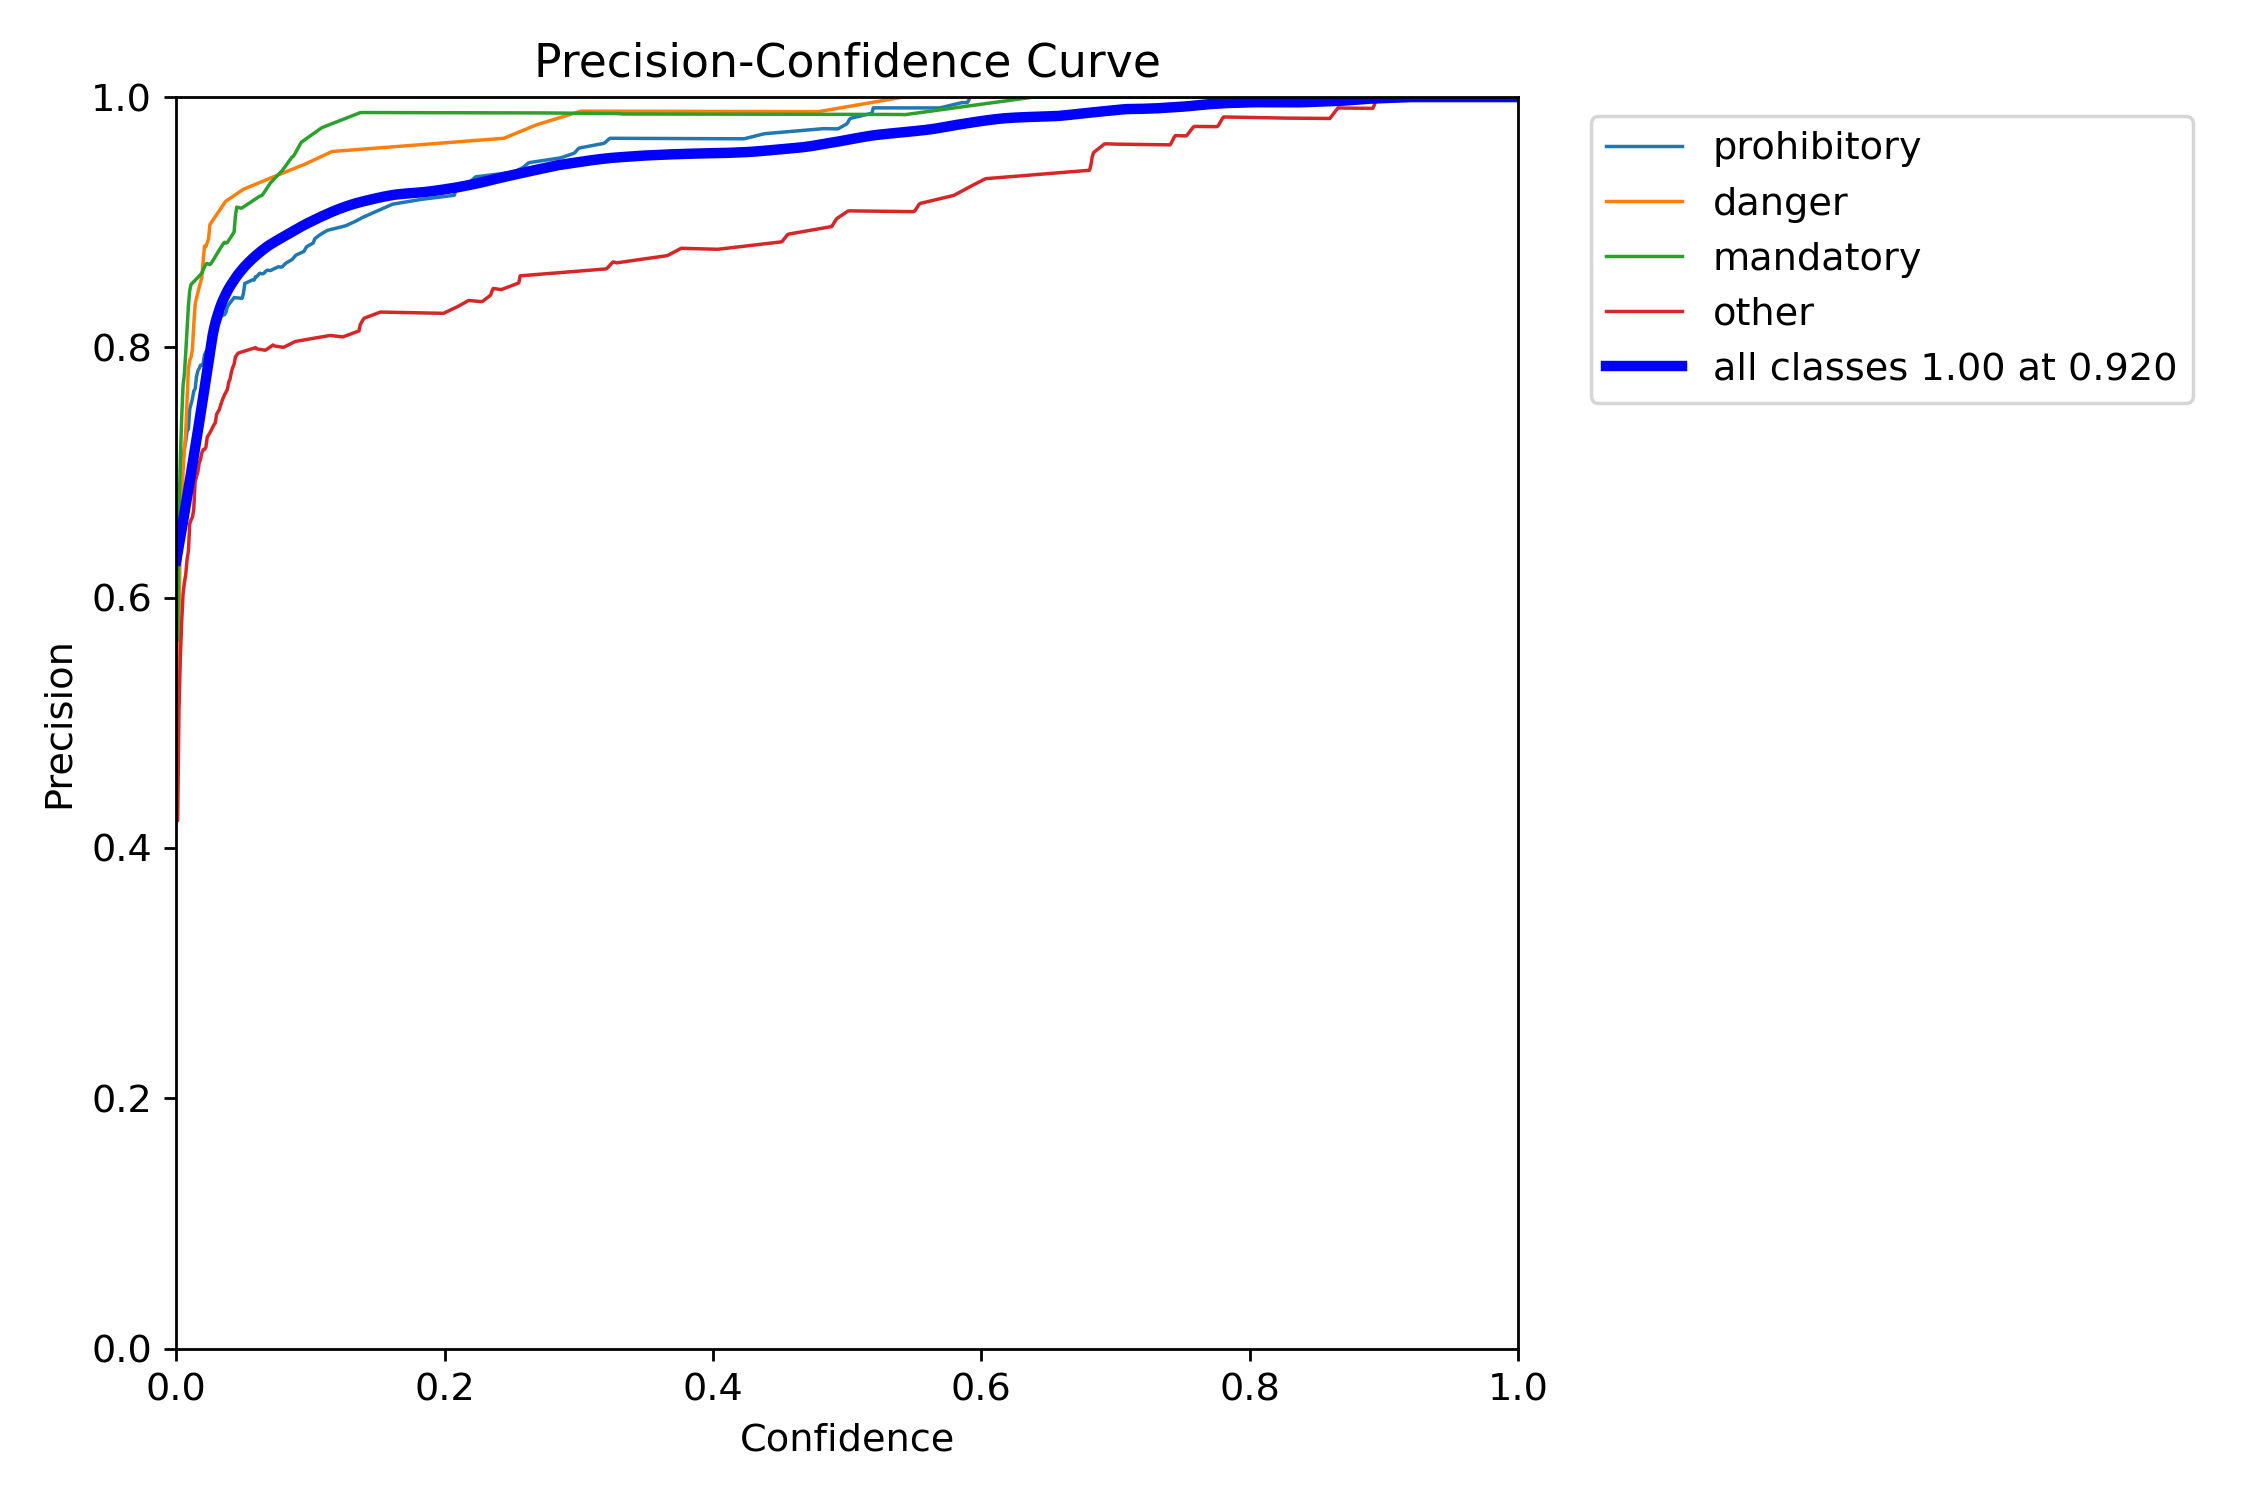 Precision-Confidence Curve
1.0
0.8
0.6
0.4
0.2
0.0
Precision
0.0 0.2 0.4 0.6 0.8 1.0
Confidence
prohibitory
danger
mandatory
other
all classes 1.00 at 0.920